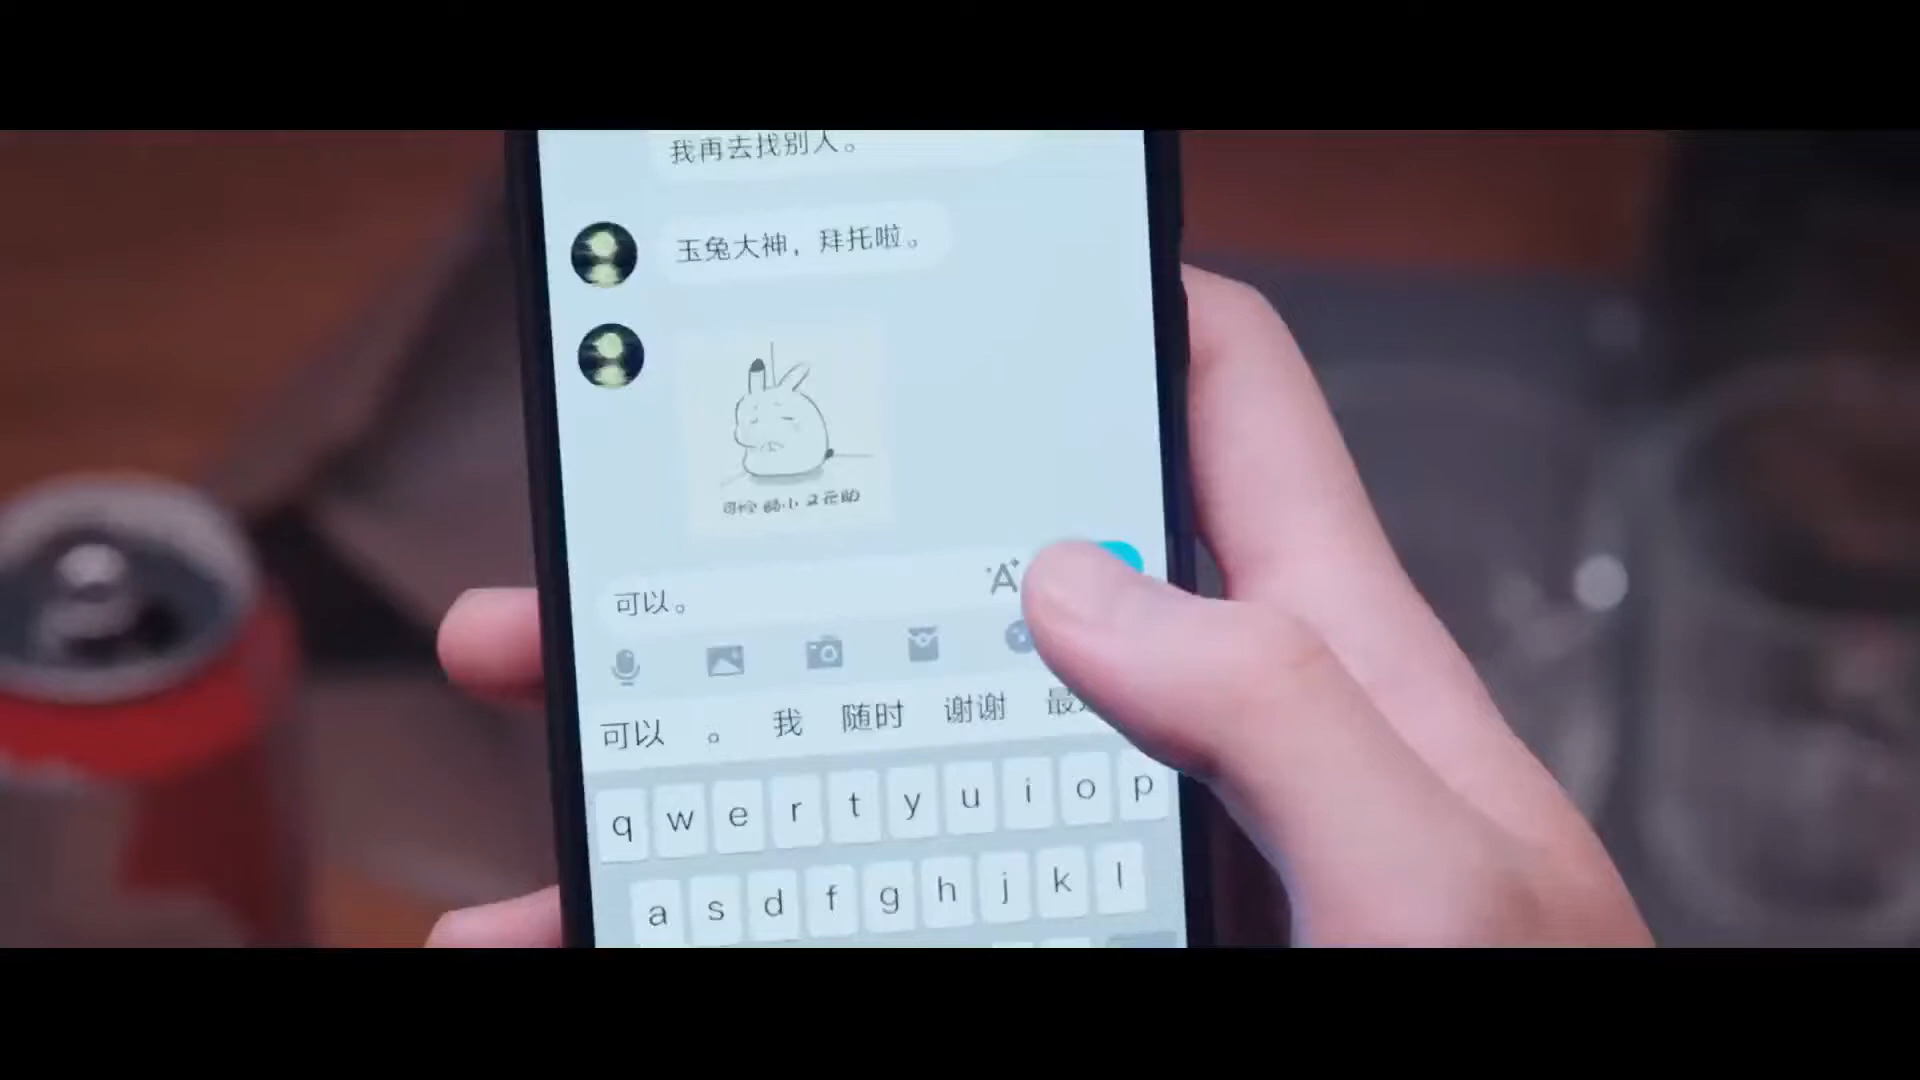 我再去找别人。
玉兔大神，拜托啦。
可以。
可以 。 我 随时 谢谢
q w e r t y u i o p
a s d f g h j k l